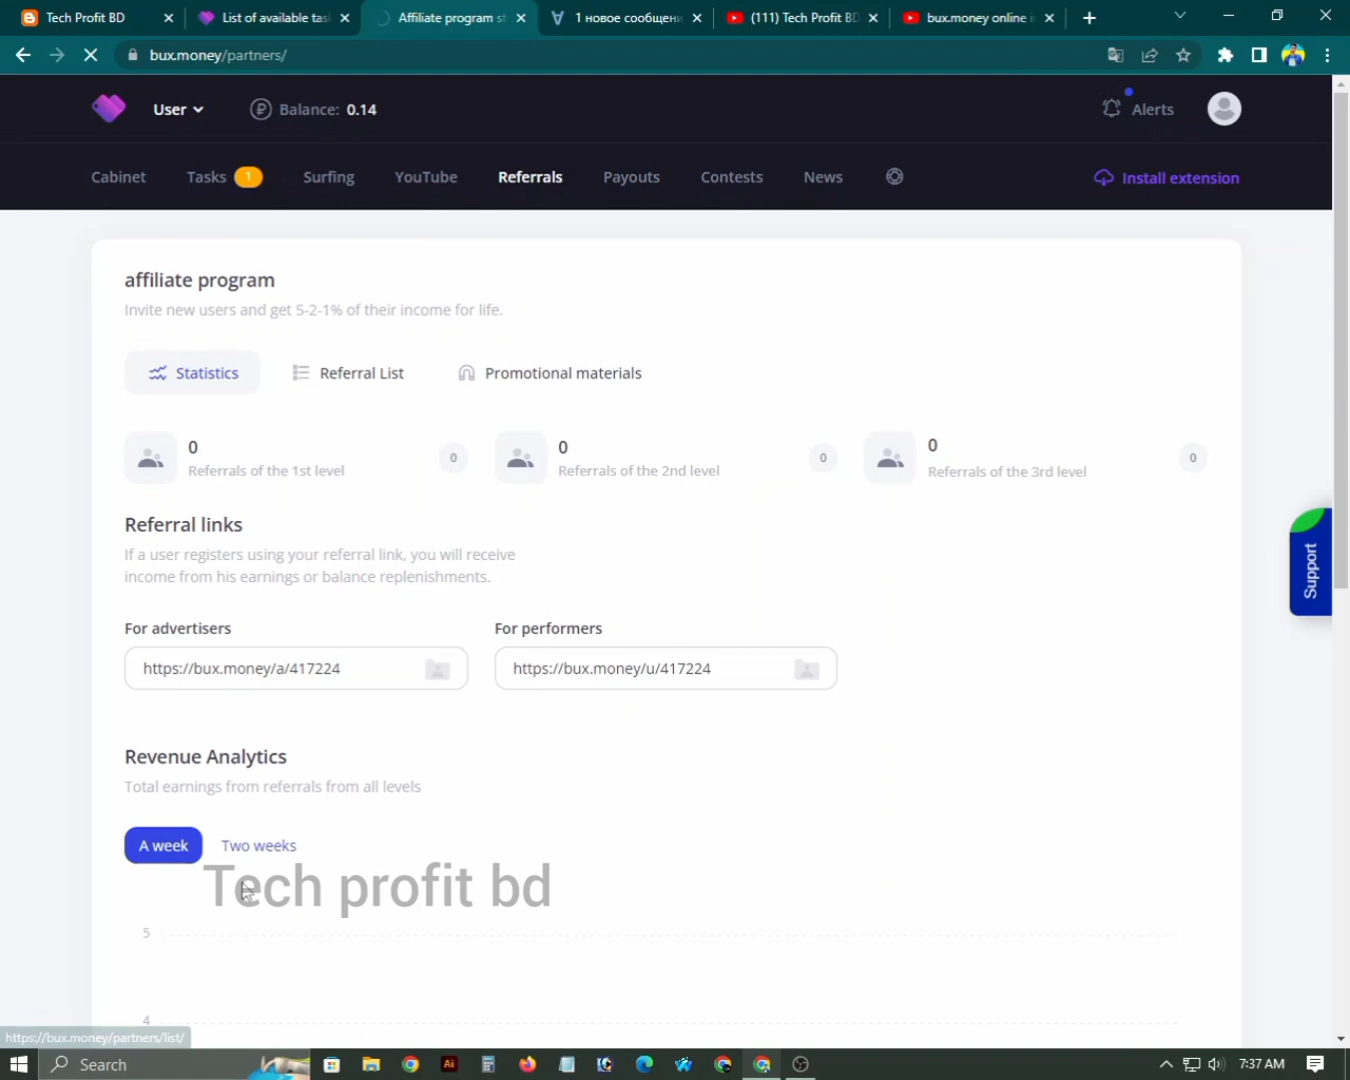 Tech Profit BD
List of available tas
Affiliate program st
1 новое сообщени
(111) Tech Profit BD
bux.money online i
bux.money/partners/
User
Balance: 0.14
Alerts
Cabinet
Tasks 1
Surfing
YouTube
Referrals
Payouts
Contests
News
Install extension
affiliate program
Invite new users and get 5-2-1% of their income for life.
Statistics
Referral List
Promotional materials
0
Referrals of the 1st level
0
0
Referrals of the 2nd level
0
0
Referrals of the 3rd level
0
Referral links
If a user registers using your referral link, you will receive
income from his earnings or balance replenishments.
For advertisers
For performers
https://bux.money/a/417224
https://bux.money/u/417224
Support
Revenue Analytics
Total earnings from referrals from all levels
A week
Two weeks
Tech profit bd
5
4
https://bux.money/partners/list/
Search
Ai
7:37 AM